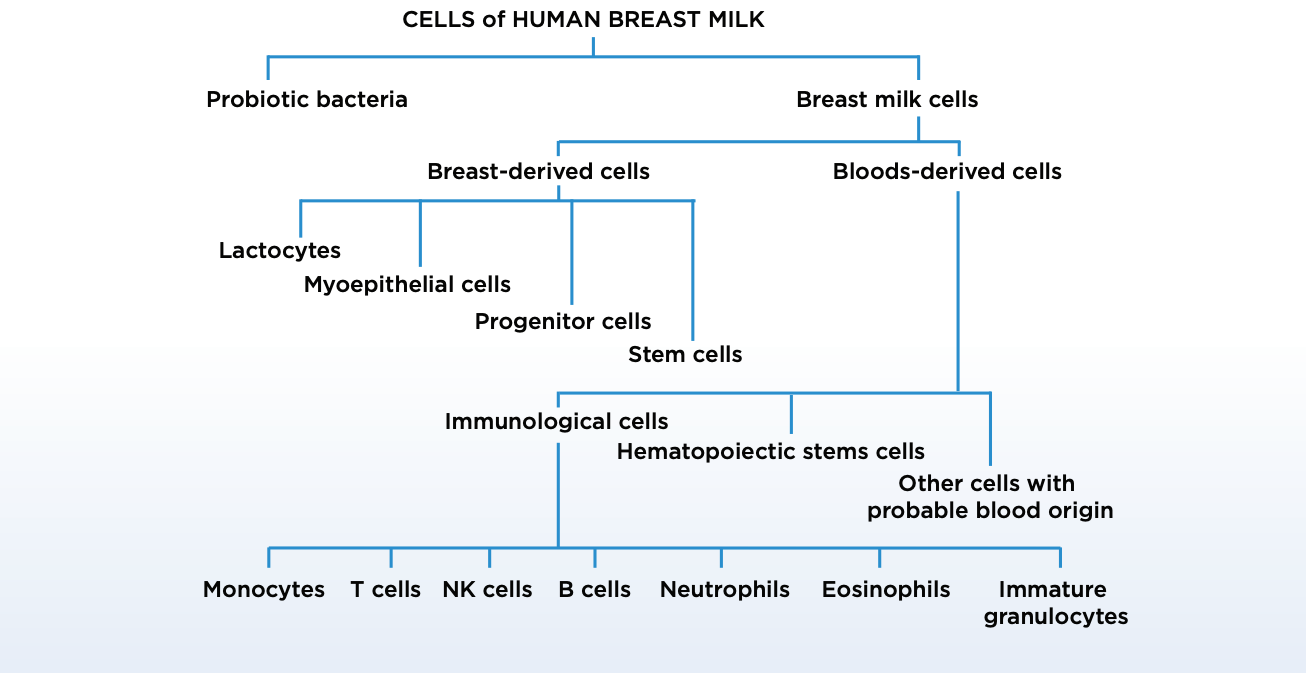 CELLS of HUMAN BREAST MILK
Probiotic bacteria
Breast milk cells
Breast-derived cells
Bloods-derived cells
Lactocytes
Myoepithelial cells
Progenitor cells
Stem cells
Immunological cells
Hematopoiectic stems cells
Other cells with
probable blood origin
Monocytes
T cells
NK cells
B cells
Neutrophils
Eosinophils
Immature
granulocytes